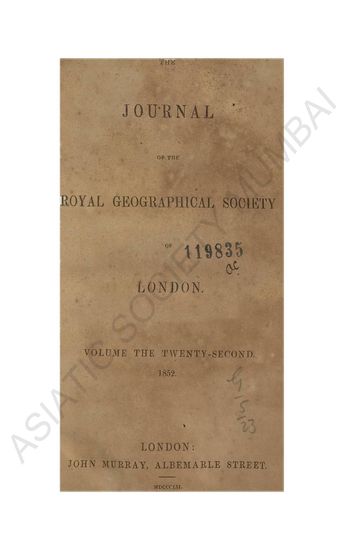 THE
JOURNAL
OF THE
ROYAL GEOGRAPHICAL SOCIETY
OF
119835
LONDON.
VOLUME THE TWENTY-SECOND.
1852.
LONDON:
JOHN MURRAY, ALBEMARLE STREET.
MDCCCLII.
ASIATIC SOCIETY MUMBAI